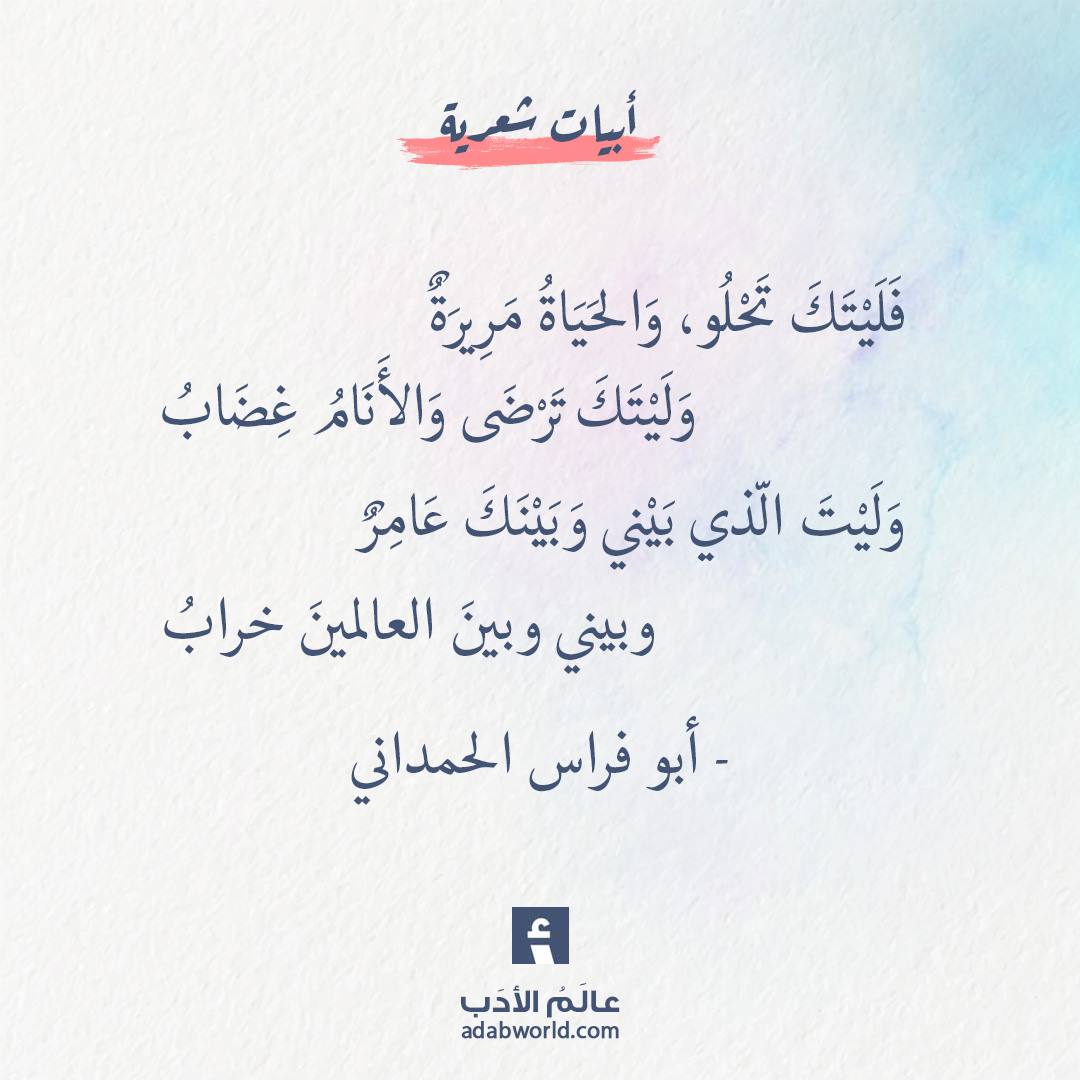 أبيات شعرية
فَلَيْتَكَ تَحْلُو، وَالحَيَاةُ مَرِيرَةٌ
وَلَيْتَكَ تَرْضَى وَالأَنَامُ غِضَابُ
وَلَيْتَ الّذي بَيْني وَبَيْنَكَ عَامِرٌ
وبيني وبينَ العالمينَ خرابُ
- أبو فراس الحمداني
أ
عالَمُ الأدَب
adabworld.com